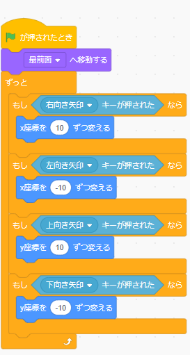 が押されたとき
最前面 へ移動する
ずっと
もし 右向き矢印 キーが押された なら
x座標を 10 ずつ変える
もし 左向き矢印 キーが押された なら
x座標を -10 ずつ変える
もし 上向き矢印 キーが押された なら
y座標を 10 ずつ変える
もし 下向き矢印 キーが押された なら
y座標を -10 ずつ変える